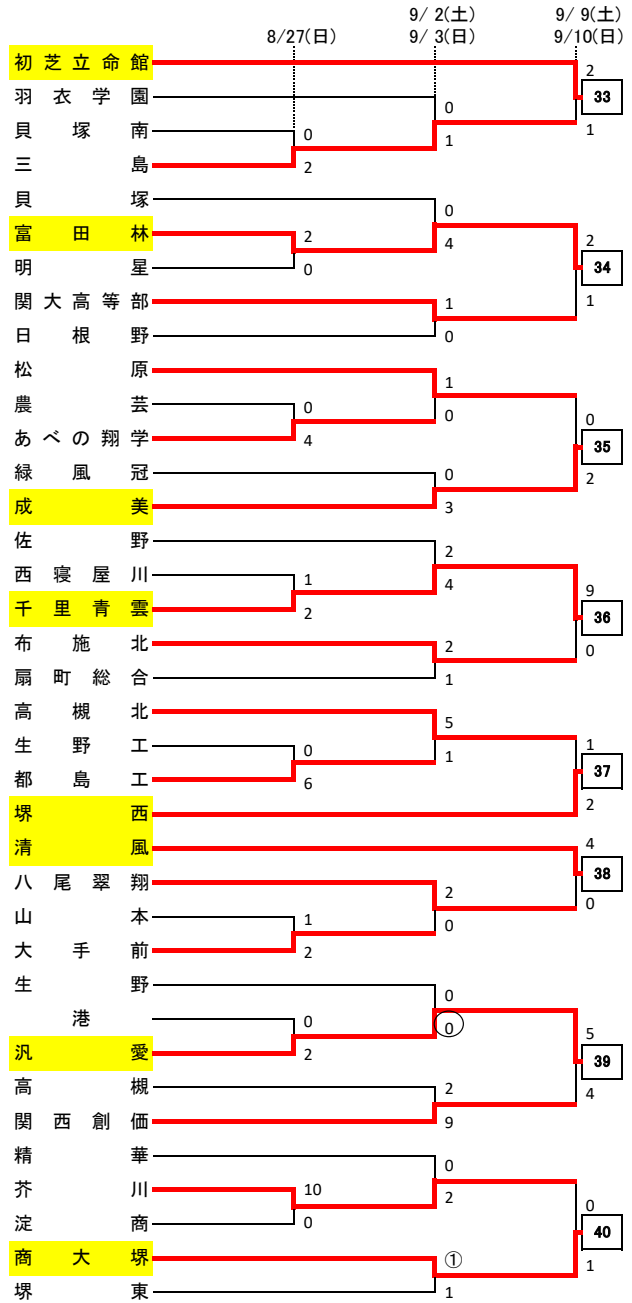 9/ 2(土) 9/ 9(土)
8/27(日) 9/ 3(日) 9/10(日)
初芝立命館 2
33
羽衣学園 0
貝塚南 0 1 1
三島 2
貝塚 0
富田林 2 4 2
34
明星 0
関大高等部 1 1
日根野 0
松原 1
農芸 0 0 0
35
あべの翔学 4
緑風冠 0 2
成美 3
佐野 2
西寝屋川 1 4 9
36
千里青雲 2
布施北 2 0
扇町総合 1
高槻北 5
生野工 0 1 1
37
都島工 6
堺西 2
清風 4
38
八尾翠翔 2 0
山本 1 0
大手前 2
生野 0
港 0 0 5
39
汎愛 2
高槻 2 4
関西創価 9
精華 0
芥川 10 2 0
40
淀商 0
商大堺 ① 1
堺東 1